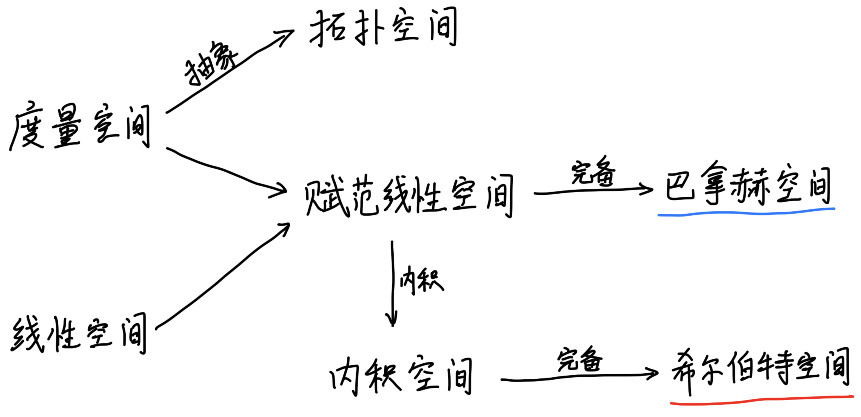 拓扑空间
抽象
度量空间
赋范线性空间
完备
巴拿赫空间
内积
线性空间
内积空间
完备
希尔伯特空间